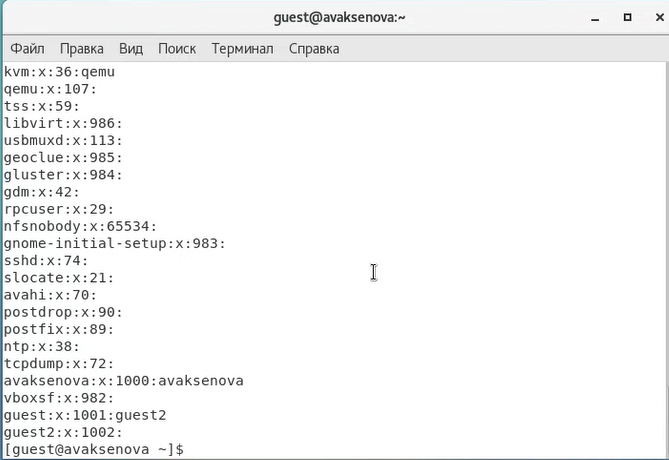 guest@avaksenova:~
Файл Правка Вид Поиск Терминал Справка
kvm:x:36:qemu
qemu:x:107:
tss:x:59:
libvirt:x:986:
usbmuxd:x:113:
geoclue:x:985:
gluster:x:984:
gdm:x:42:
rpcuser:x:29:
nfsnobody:x:65534:
gnome-initial-setup:x:983:
sshd:x:74:
slocate:x:21:
avahi:x:70:
postdrop:x:90:
postfix:x:89:
ntp:x:38:
tcpdump:x:72:
avaksenova:x:1000:avaksenova
vboxsf:x:982:
guest:x:1001:guest2
guest2:x:1002:
[guest@avaksenova ~]$